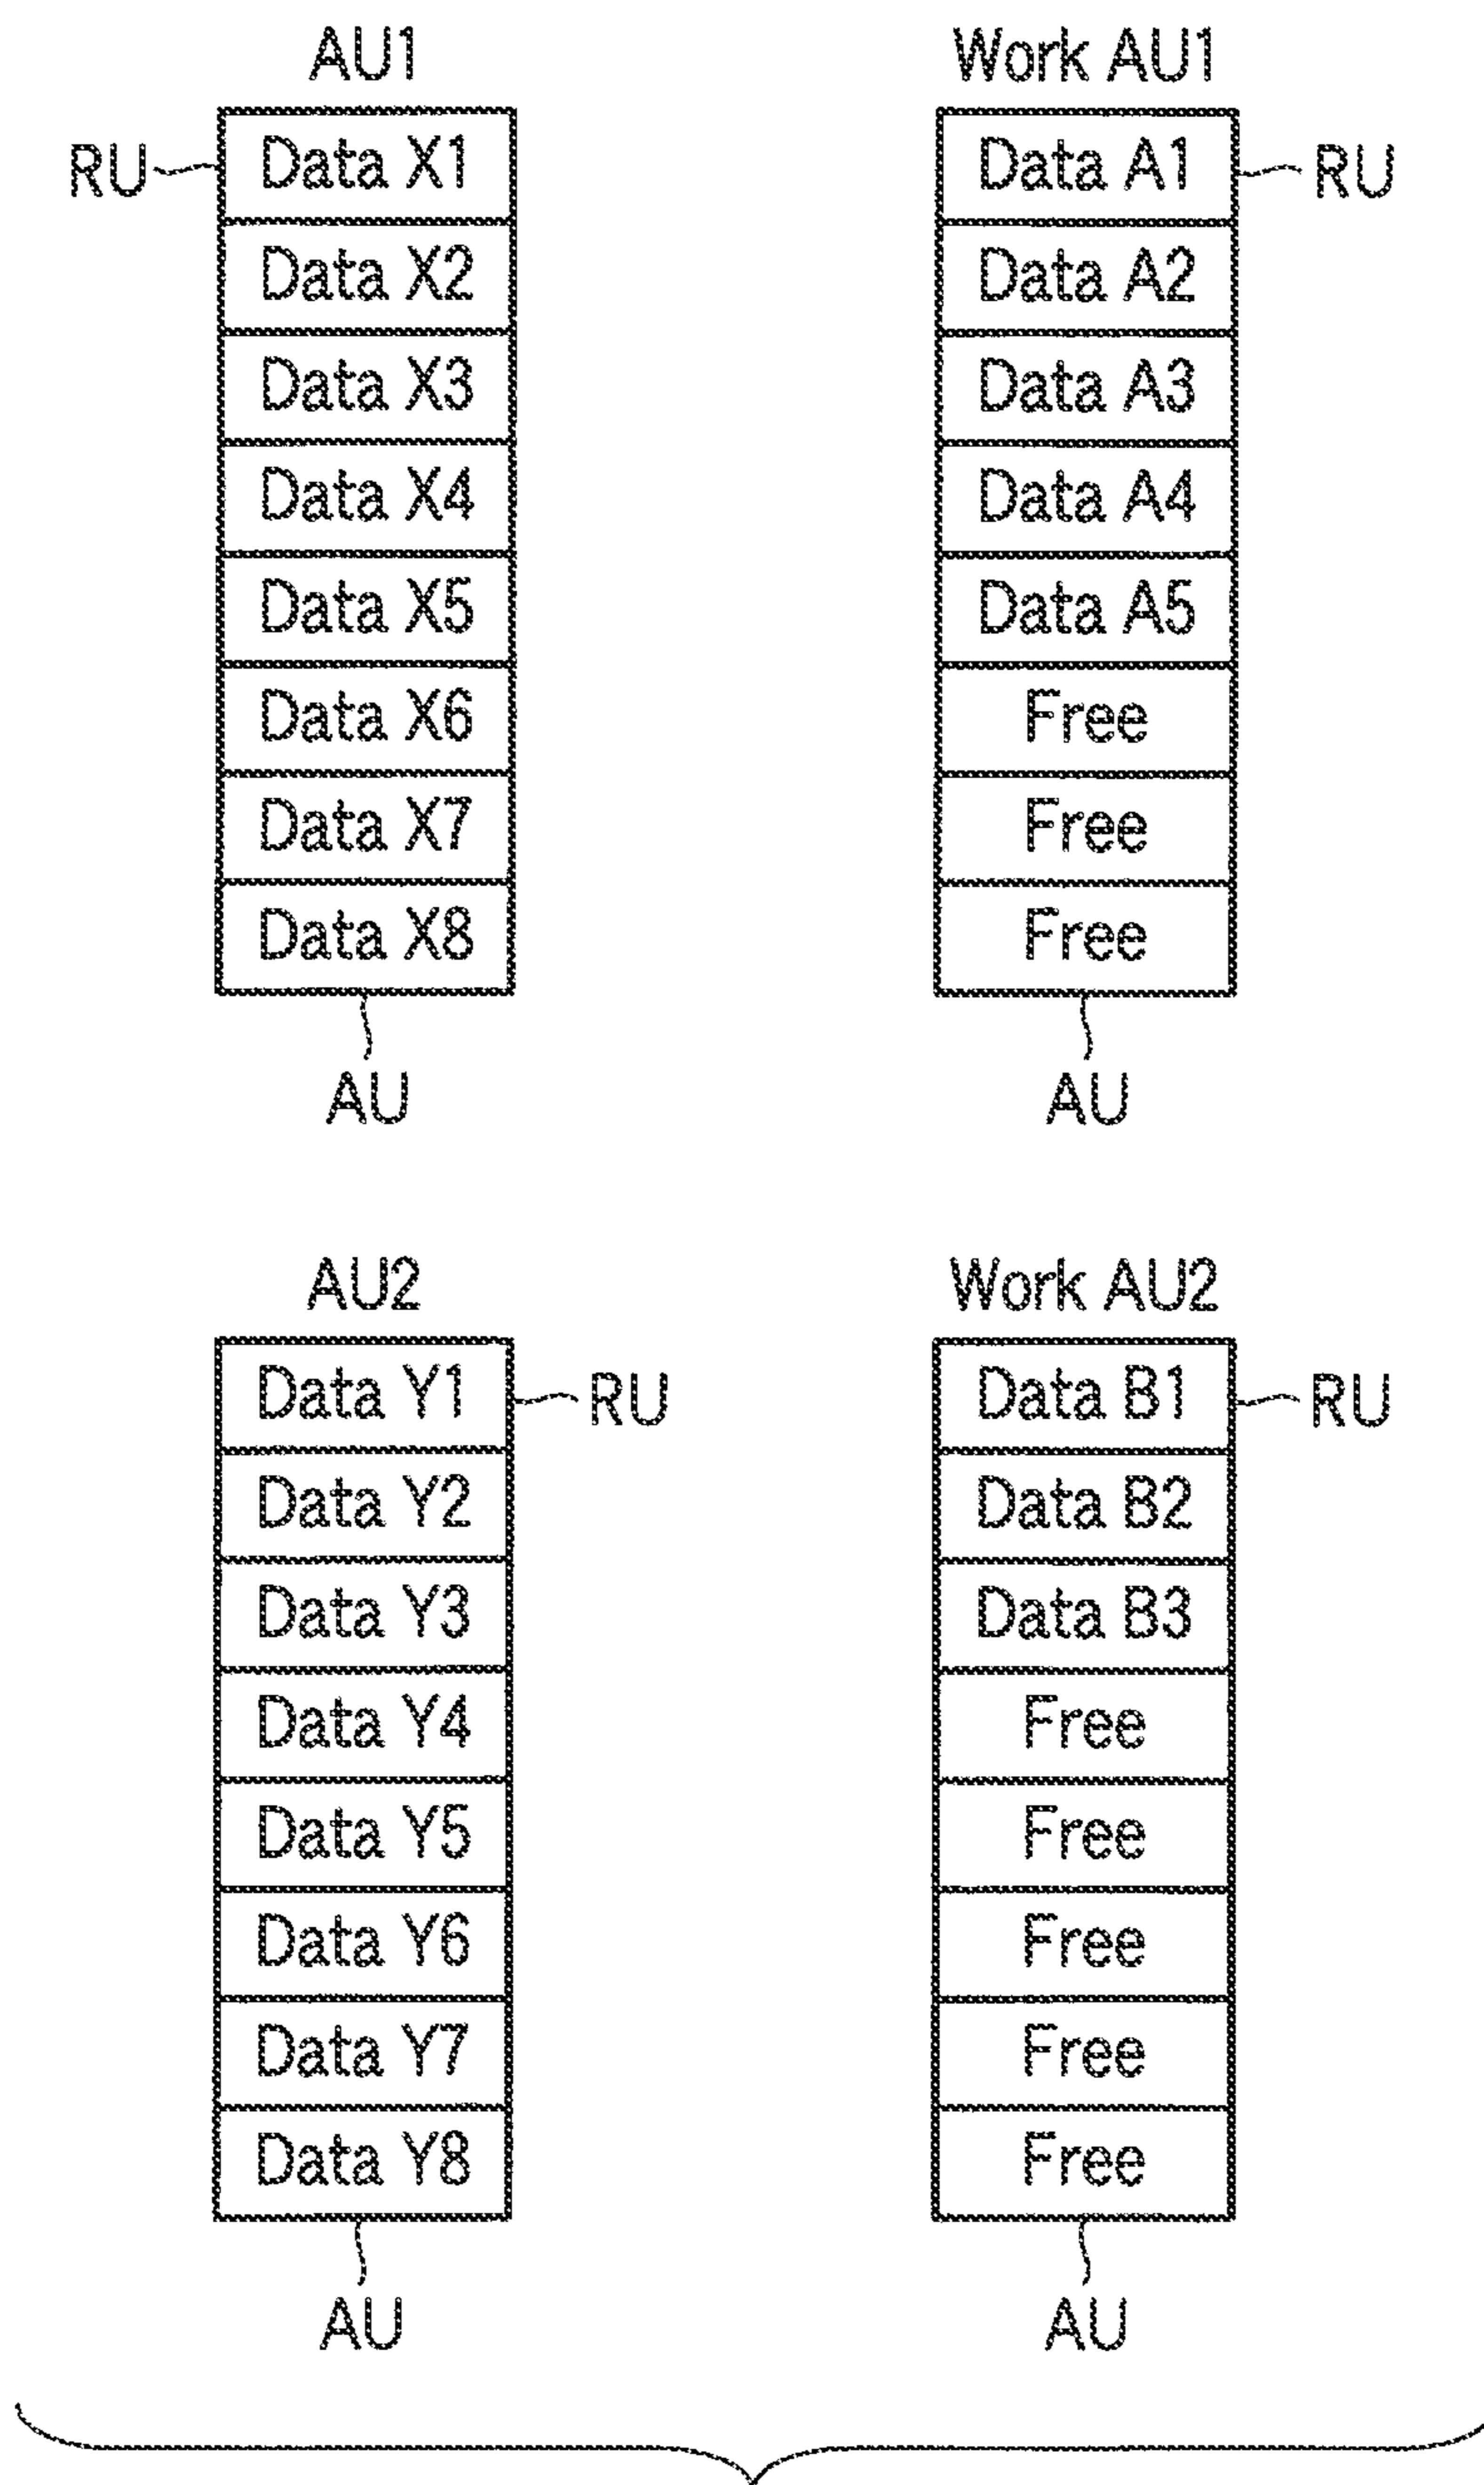 AU1
RU
Data X1
Data X2
Data X3
Data X4
Data X5
Data X6
Data X7
Data X8
AU
Work AU1
Data A1
RU
Data A2
Data A3
Data A4
Data A5
Free
Free
Free
AU
AU2
Data Y1
RU
Data Y2
Data Y3
Data Y4
Data Y5
Data Y6
Data Y7
Data Y8
AU
Work AU2
Data B1
RU
Data B2
Data B3
Free
Free
Free
Free
Free
AU